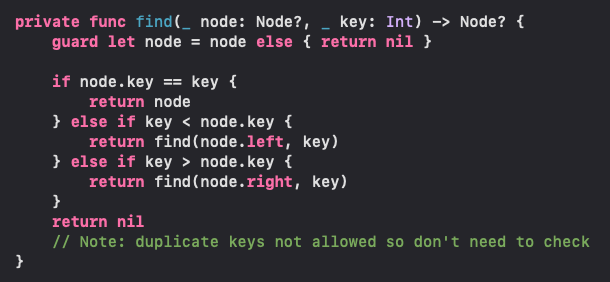 private func find(_ node: Node?, _ key: Int) -> Node? {
    guard let node = node else { return nil }

    if node.key == key {
        return node
    } else if key < node.key {
        return find(node.left, key)
    } else if key > node.key {
        return find(node.right, key)
    }
    return nil
    // Note: duplicate keys not allowed so don't need to check
}